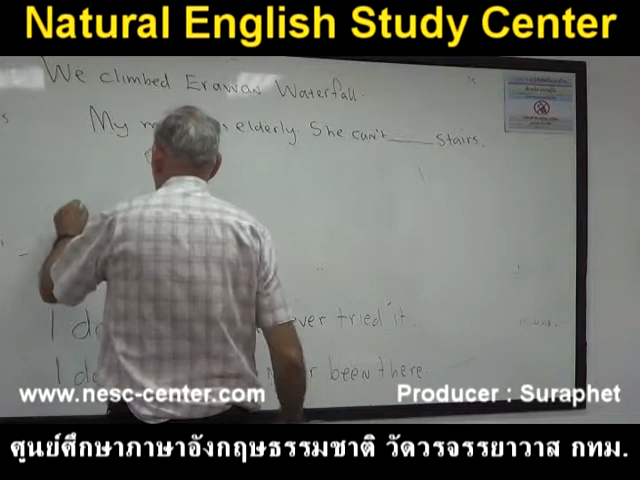 Natural English Study Center
We climbed Erawan Waterfall.
My elderly She can't ____ stairs.
ever tried it
I been there
www.nesc-center.com
Producer : Suraphet
ศูนย์ศึกษาภาษาอังกฤษธรรมชาติ วัดวรจรรยาวาส กทม.